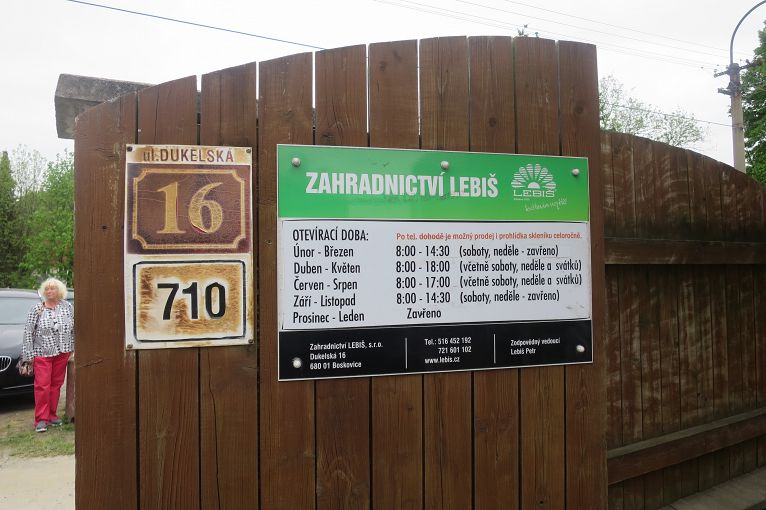 ul.DUKELSKÁ
16
710
ZAHRADNICTVÍ LEBIŠ
LEBIŠ
OTEVÍRACÍ DOBA: Po tel. dohodě je možný prodej i prohlídka skleníku celoročně.
Únor - Březen 8:00 - 14:30 (soboty, neděle - zavřeno)
Duben - Květen 8:00 - 18:00 (včetně soboty, neděle a svátků)
Červen - Srpen 8:00 - 17:00 (včetně soboty, neděle a svátků)
Září - Listopad 8:00 - 14:30 (soboty, neděle - zavřeno)
Prosinec - Leden Zavřeno
Zahradnictví LEBIŠ, s.r.o.
Dukelská 16
680 01 Boskovice
Tel.: 516 452 192
721 601 102
www.lebis.cz
Zodpovědný vedoucí
Lebiš Petr